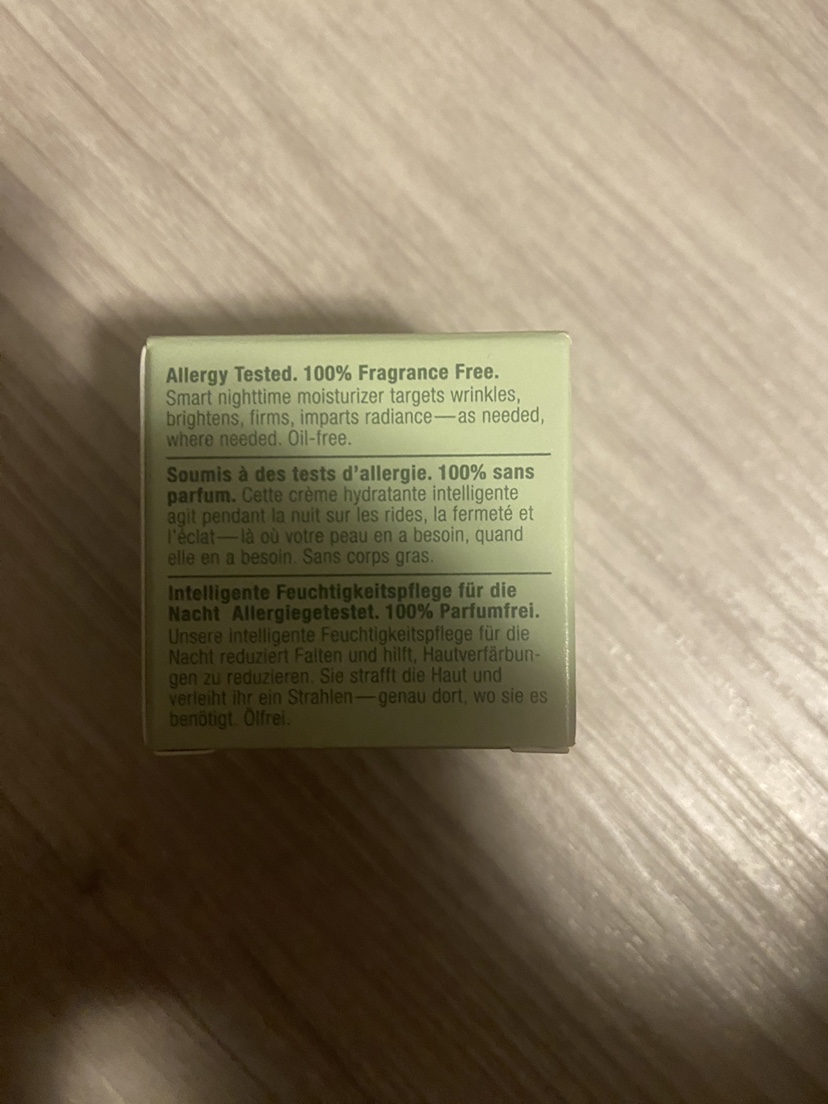 Allergy Tested. 100% Fragrance Free.
Smart nighttime moisturizer targets wrinkles,
brightens, firms, imparts radiance—as needed,
where needed. Oil-free.
Soumis à des tests d'allergie. 100% sans
parfum. Cette crème hydratante intelligente
agit pendant la nuit sur les rides, la fermeté et
l'éclat—là où votre peau en a besoin, quand
elle en a besoin. Sans corps gras.
Intelligente Feuchtigkeitspflege für die
Nacht Allergiegetestet. 100% Parfumfrei.
Unsere intelligente Feuchtigkeitspflege für die
Nacht reduziert Falten und hilft, Hautverfärbun-
gen zu reduzieren. Sie strafft die Haut und
verleiht ihr ein Strahlen—genau dort, wo sie es
benötigt. Ölfrei.